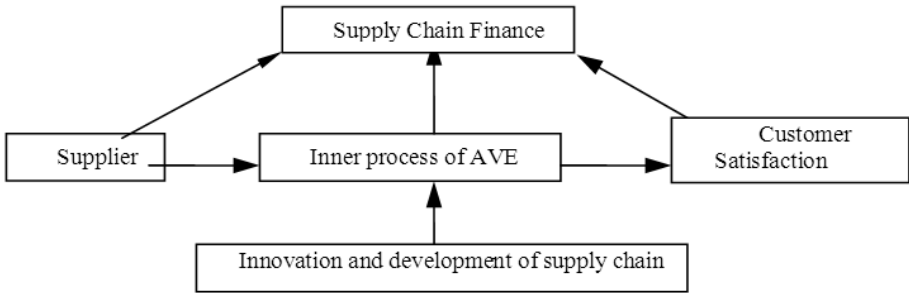 Supply Chain Finance
Supplier
Inner process of AVE
Customer
Satisfaction
Innovation and development of supply chain